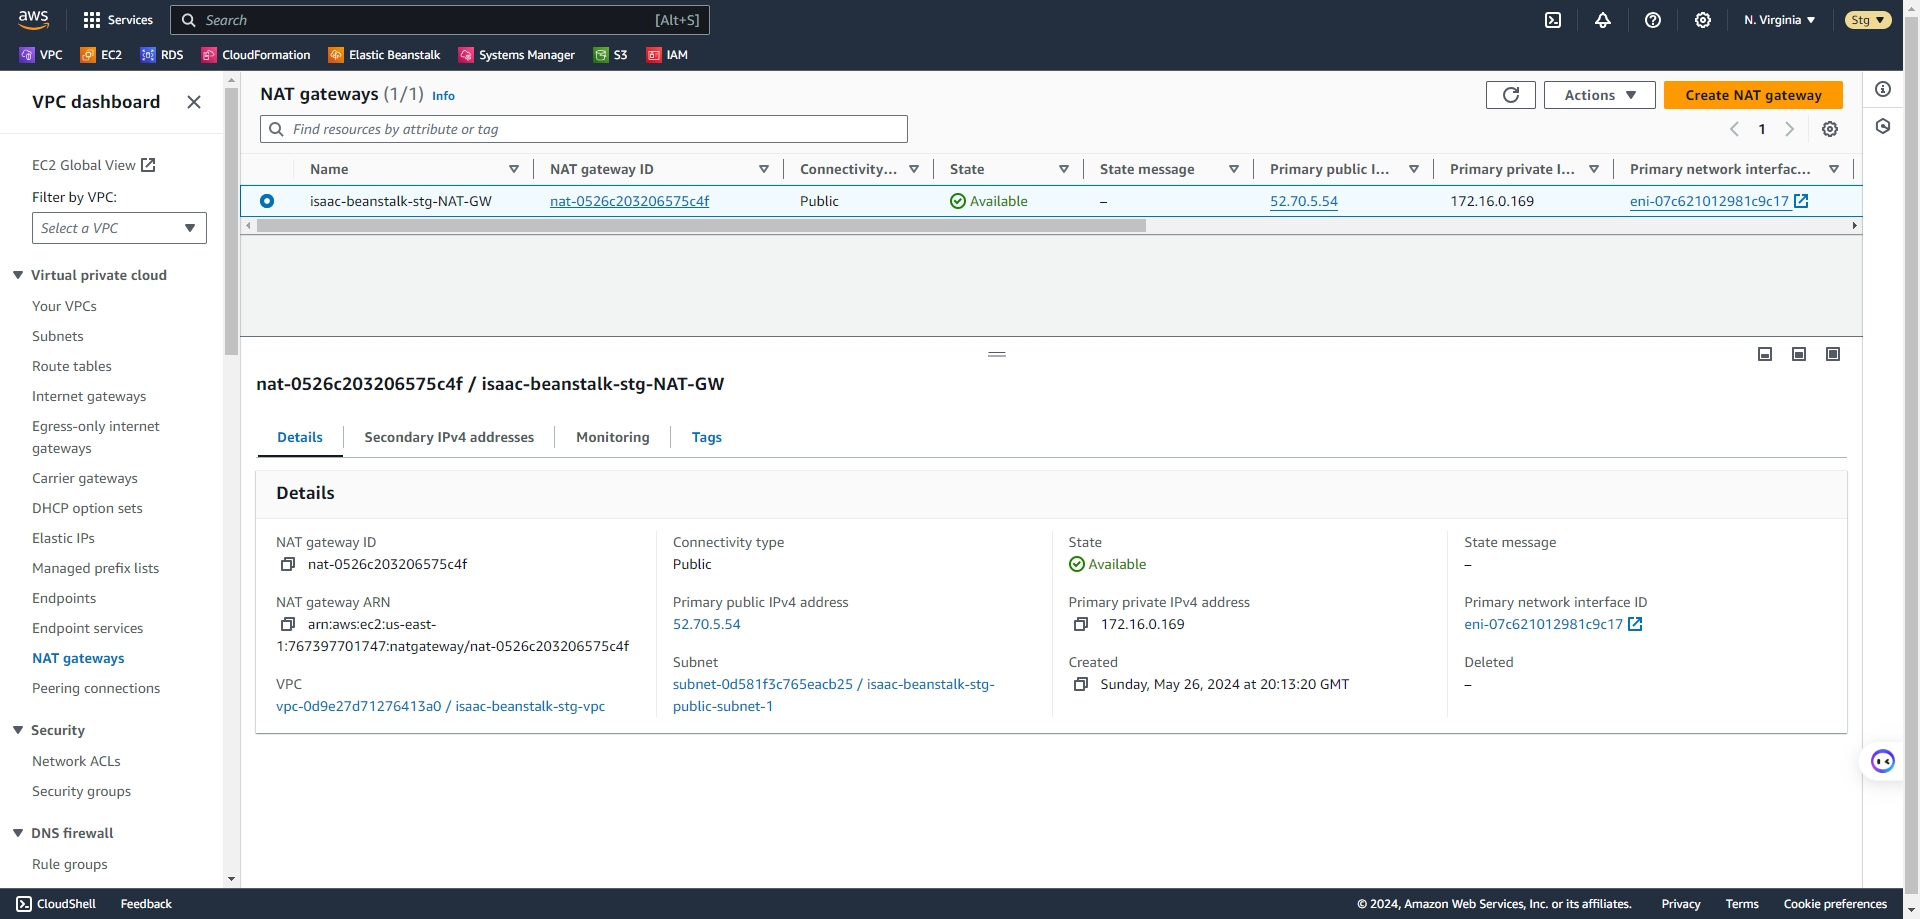 aws
Services
Search
[Alt+S]
N. Virginia
Stg
VPC
EC2
RDS
CloudFormation
Elastic Beanstalk
Systems Manager
S3
IAM
VPC dashboard
EC2 Global View
Filter by VPC:
Select a VPC
Virtual private cloud
Your VPCs
Subnets
Route tables
Internet gateways
Egress-only internet
gateways
Carrier gateways
DHCP option sets
Elastic IPs
Managed prefix lists
Endpoints
Endpoint services
NAT gateways
Peering connections
Security
Network ACLs
Security groups
DNS firewall
Rule groups
NAT gateways (1/1) Info
Actions
Create NAT gateway
Find resources by attribute or tag
1
Name
NAT gateway ID
Connectivity...
State
State message
Primary public I...
Primary private I...
Primary network interfac...
isaac-beanstalk-stg-NAT-GW
nat-0526c203206575c4f
Public
Available
–
52.70.5.54
172.16.0.169
eni-07c621012981c9c17
nat-0526c203206575c4f / isaac-beanstalk-stg-NAT-GW
Details
Secondary IPv4 addresses
Monitoring
Tags
Details
NAT gateway ID
nat-0526c203206575c4f
NAT gateway ARN
arn:aws:ec2:us-east-
1:767397701747:natgateway/nat-0526c203206575c4f
VPC
vpc-0d9e27d71276413a0 / isaac-beanstalk-stg-vpc
Connectivity type
Public
Primary public IPv4 address
52.70.5.54
Subnet
subnet-0d581f3c765eacb25 / isaac-beanstalk-stg-
public-subnet-1
State
Available
Primary private IPv4 address
172.16.0.169
Created
Sunday, May 26, 2024 at 20:13:20 GMT
State message
–
Primary network interface ID
eni-07c621012981c9c17
Deleted
–
CloudShell
Feedback
© 2024, Amazon Web Services, Inc. or its affiliates.
Privacy
Terms
Cookie preferences